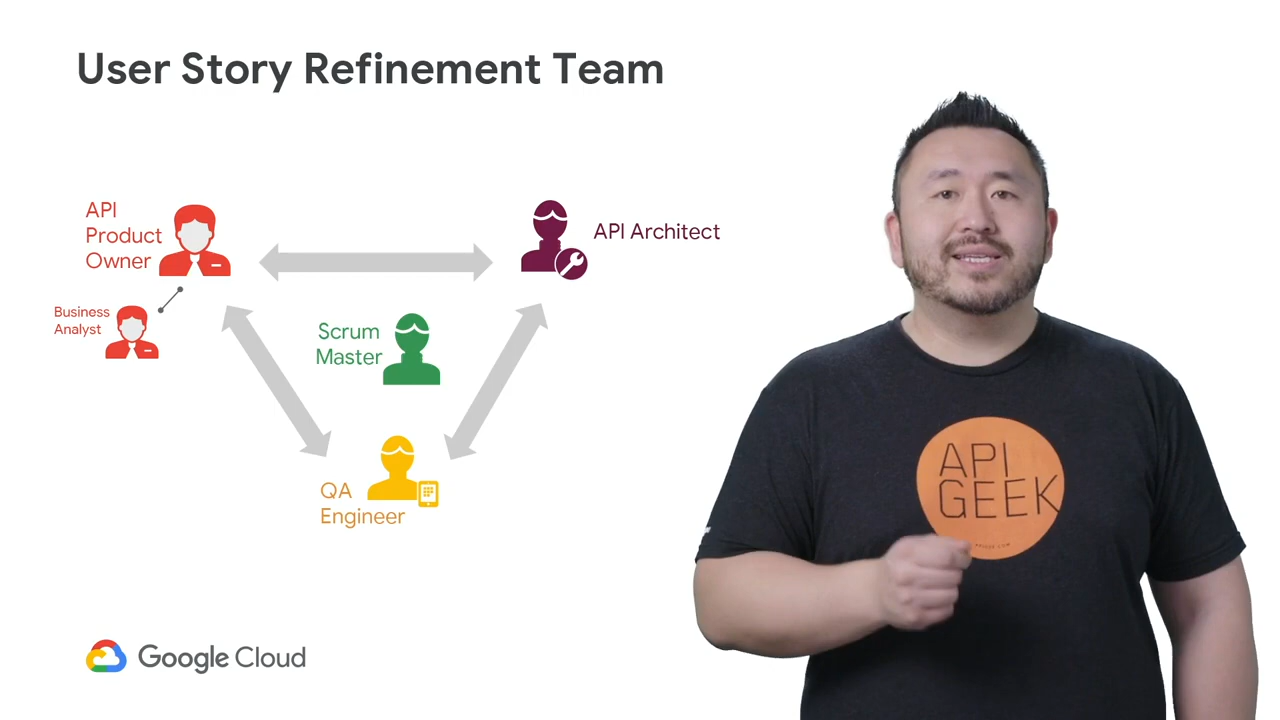 User Story Refinement Team
API
Product
Owner
API Architect
Business
Analyst
Scrum
Master
QA
Engineer
API
GEEK
Google Cloud